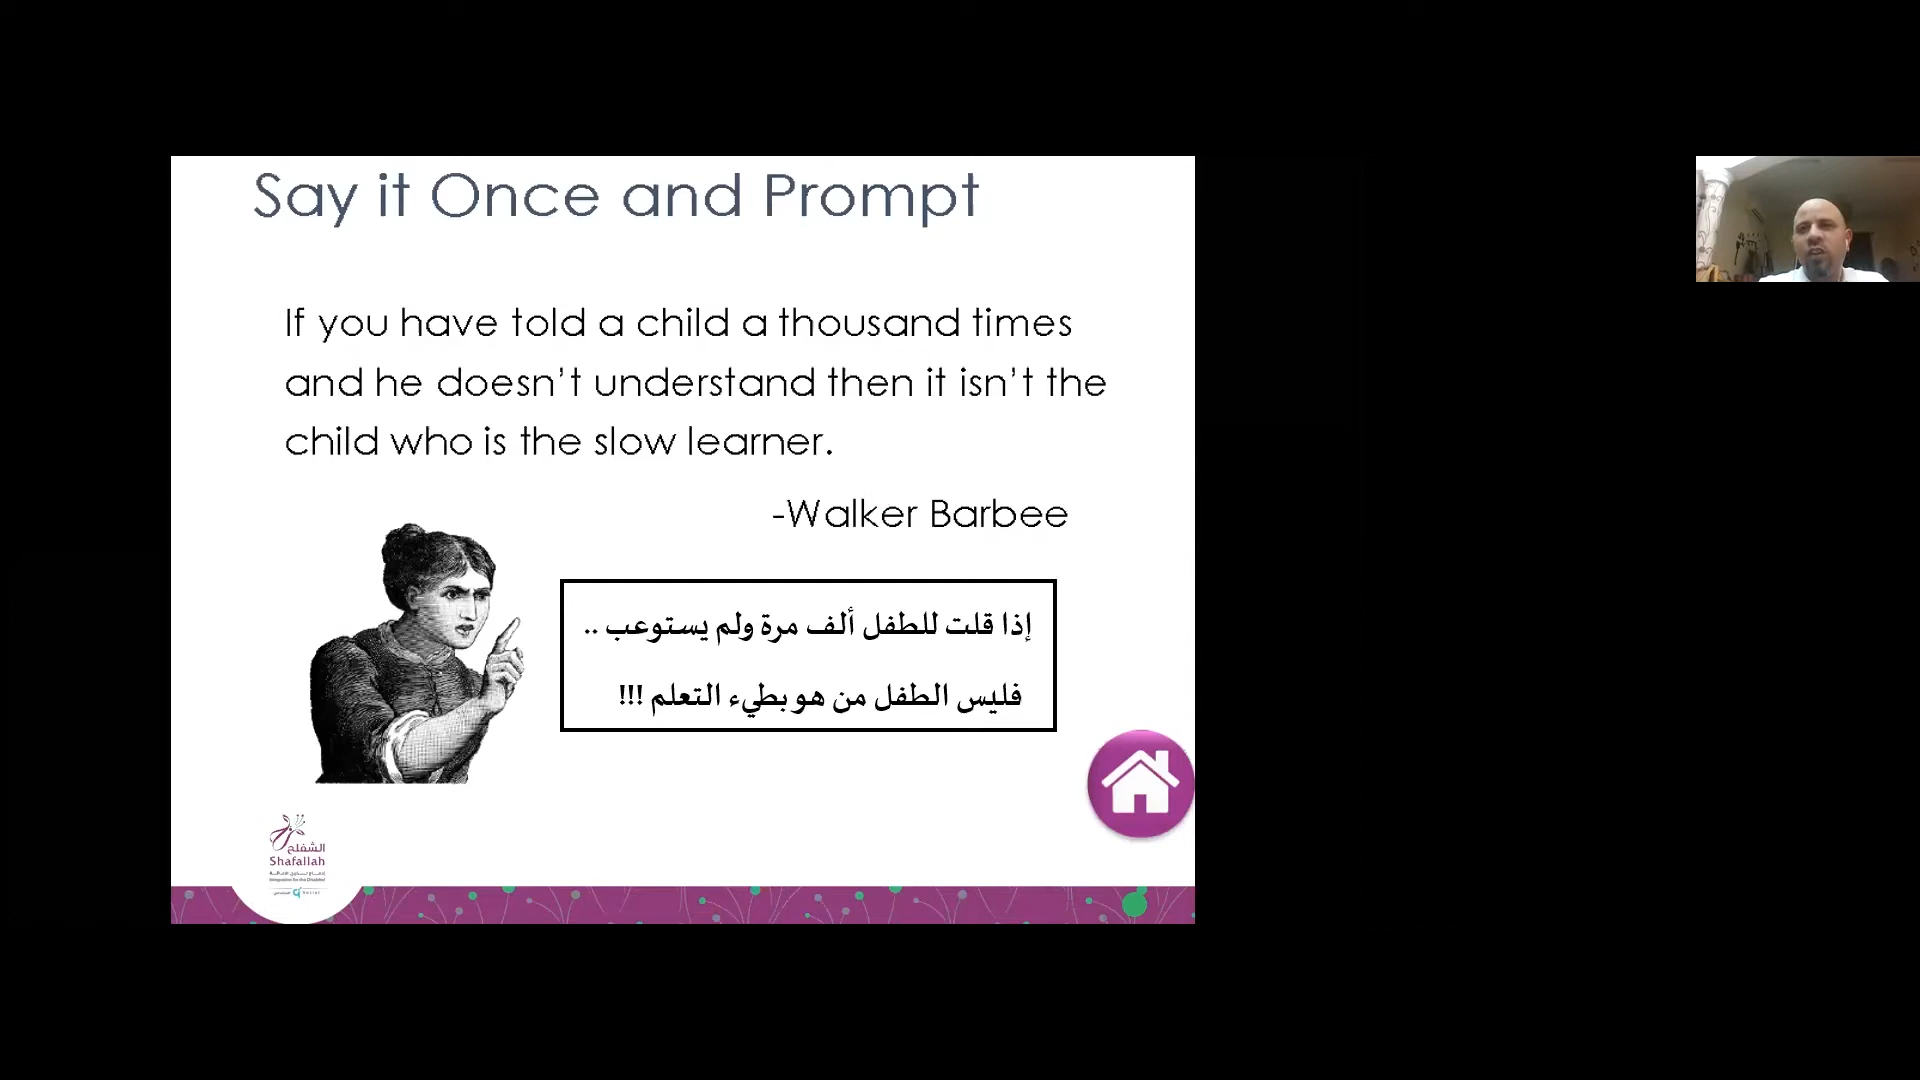 Say it Once and Prompt
If you have told a child a thousand times
and he doesn’t understand then it isn’t the
child who is the slow learner.
-Walker Barbee
إذا قلت للطفل ألف مرة ولم يستوعب ..
فليس الطفل من هو بطيء التعلم !!!
الشفلح
Shafallah